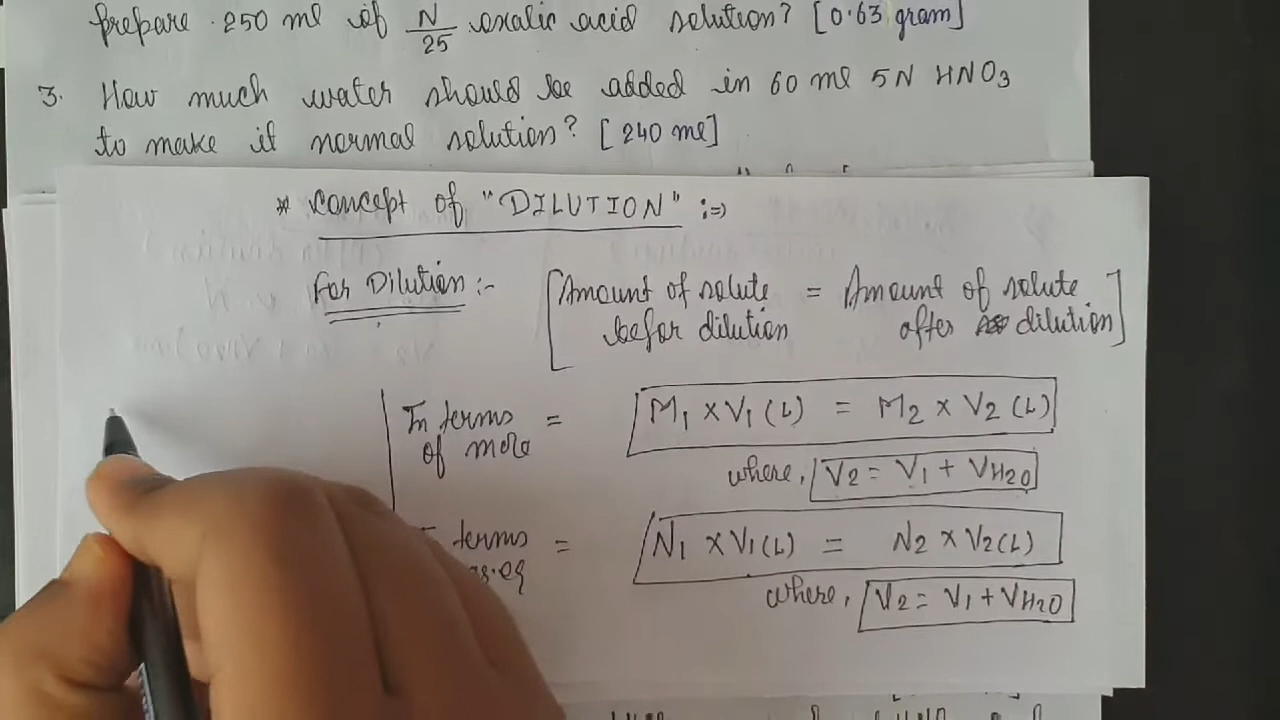 prepare 250 ml of N/25 oxalic acid solution? [0.63 gram]
3. How much water should be added in 60 ml 5N HNO3
to make it normal solution? [240 ml]
* Concept of "DILUTION" :=>
For Dilution :- [Amount of solute = Amount of solute
befor dilution after dilution]
In terms = M1 x V1 (L) = M2 x V2 (L)
of mole
where, V2 = V1 + VH2O
terms = N1 x V1(L) = N2 x V2(L)
eq
where, V2 = V1 + VH2O